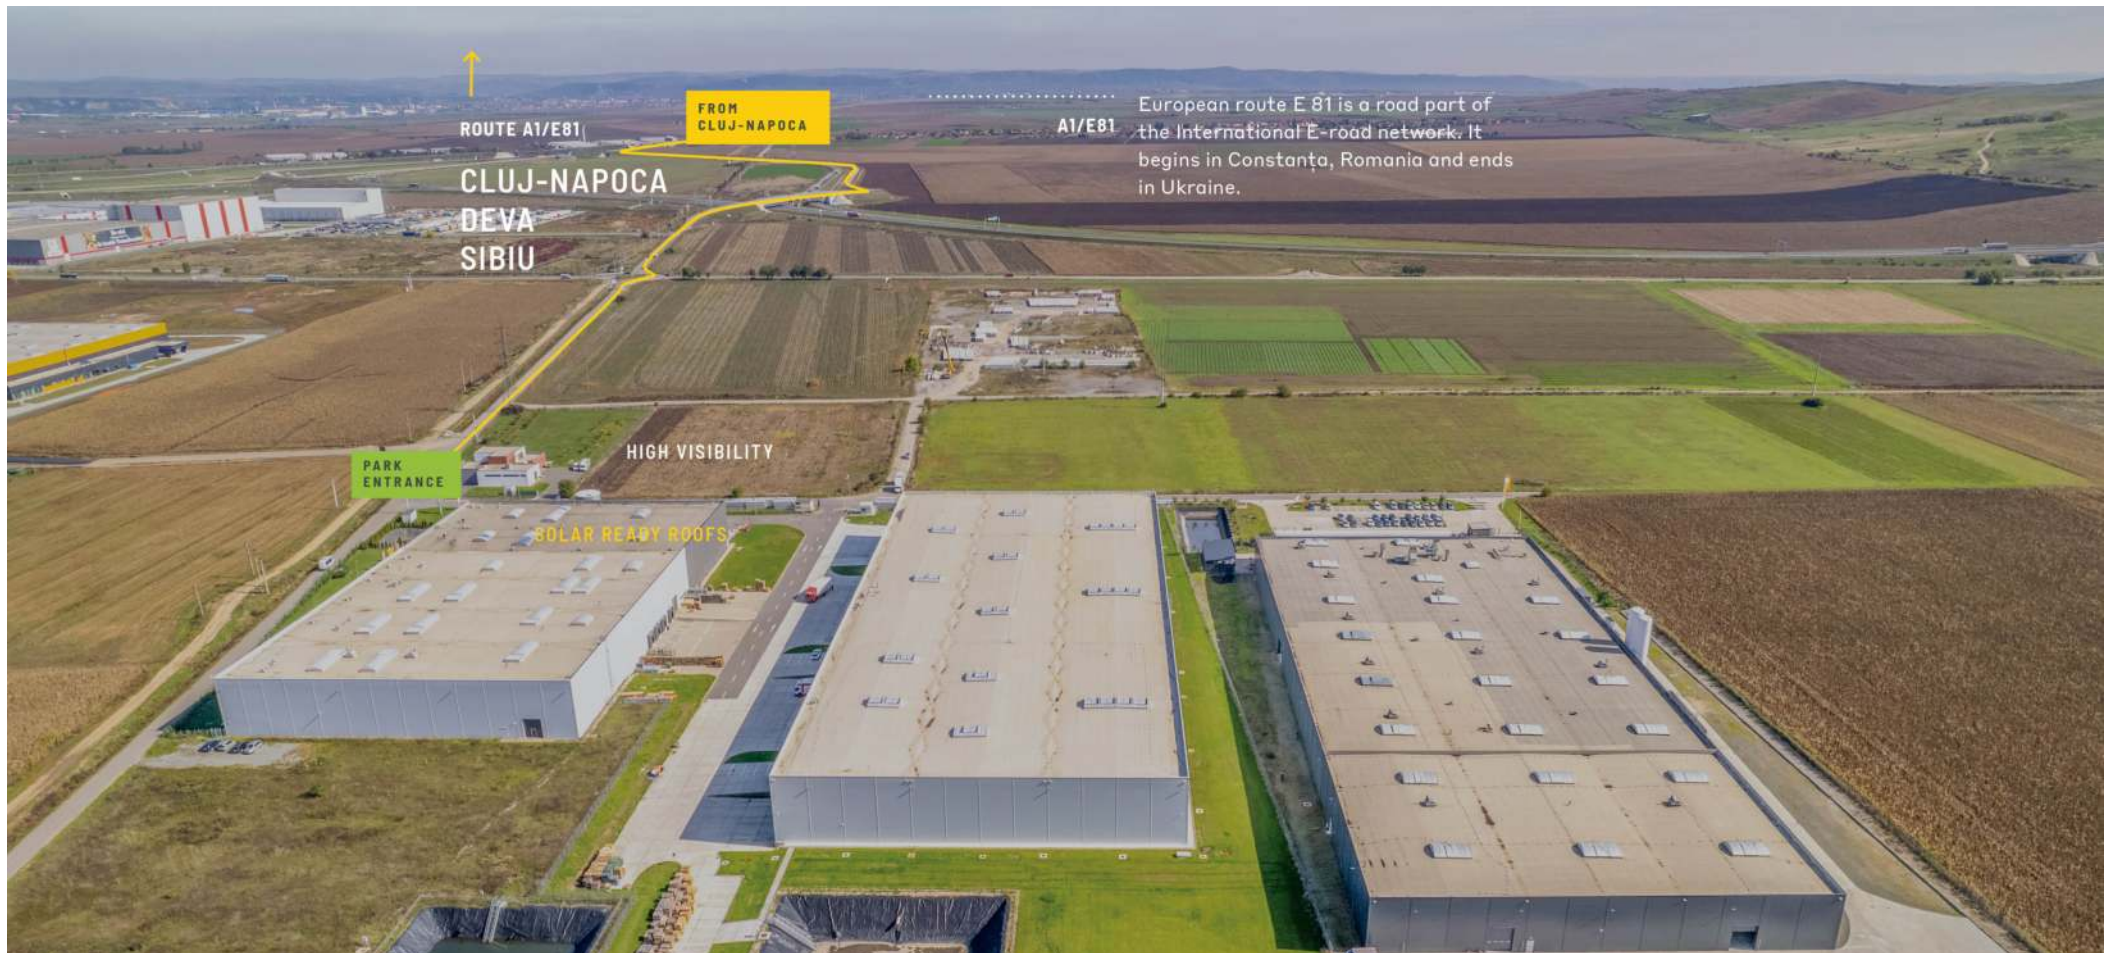 ROUTE A1/E81
CLUJ-NAPOCA
DEVA
SIBIU
FROM
CLUJ-NAPOCA
A1/E81
European route E 81 is a road part of
the International E-road network. It
begins in Constanța, Romania and ends
in Ukraine.
HIGH VISIBILITY
PARK
ENTRANCE
SOLAR READY ROOFS